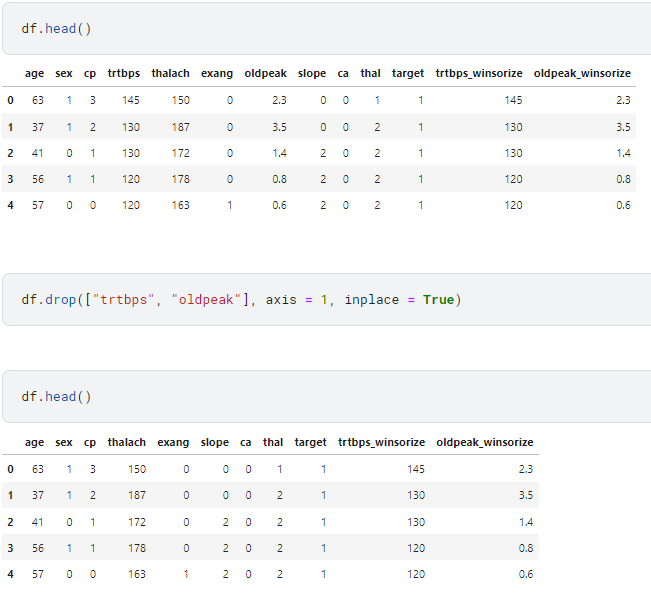 df.head()
age sex cp trtbps thalach exang oldpeak slope ca thal target trtbps_winsorize oldpeak_winsorize
0 63 1 3 145 150 0 2.3 0 0 1 1 145 2.3
1 37 1 2 130 187 0 3.5 0 0 2 1 130 3.5
2 41 0 1 130 172 0 1.4 2 0 2 1 130 1.4
3 56 1 1 120 178 0 0.8 2 0 2 1 120 0.8
4 57 0 0 120 163 1 0.6 2 0 2 1 120 0.6
df.drop(["trtbps", "oldpeak"], axis = 1, inplace = True)
df.head()
age sex cp thalach exang slope ca thal target trtbps_winsorize oldpeak_winsorize
0 63 1 3 150 0 0 0 1 1 145 2.3
1 37 1 2 187 0 0 0 2 1 130 3.5
2 41 0 1 172 0 2 0 2 1 130 1.4
3 56 1 1 178 0 2 0 2 1 120 0.8
4 57 0 0 163 1 2 0 2 1 120 0.6